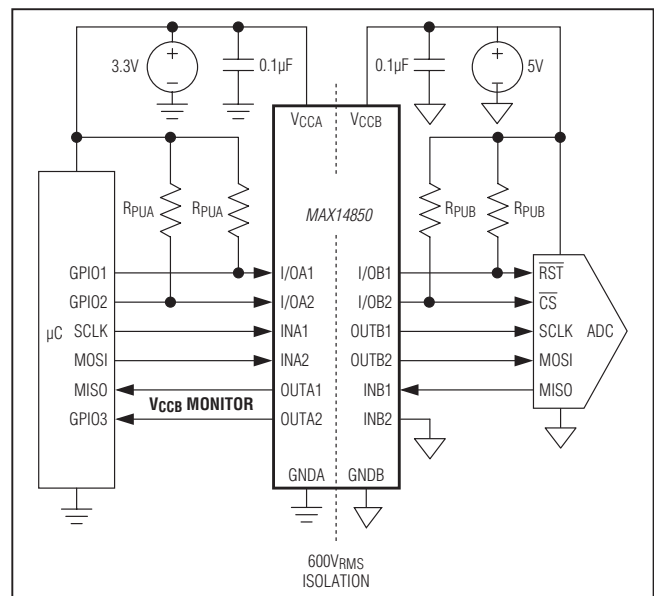 3.3V
+
−
0.1µF
0.1µF
+
−
5V
VCCA
VCCB
RPUA
RPUA
MAX14850
RPUB
RPUB
µC
GPIO1
GPIO2
SCLK
MOSI
MISO
GPIO3
VCCB MONITOR
I/OA1
I/OA2
INA1
INA2
OUTA1
OUTA2
GNDA
I/OB1
I/OB2
OUTB1
OUTB2
INB1
INB2
GNDB
RST
CS
SCLK
MOSI
MISO
ADC
600VRMS
ISOLATION